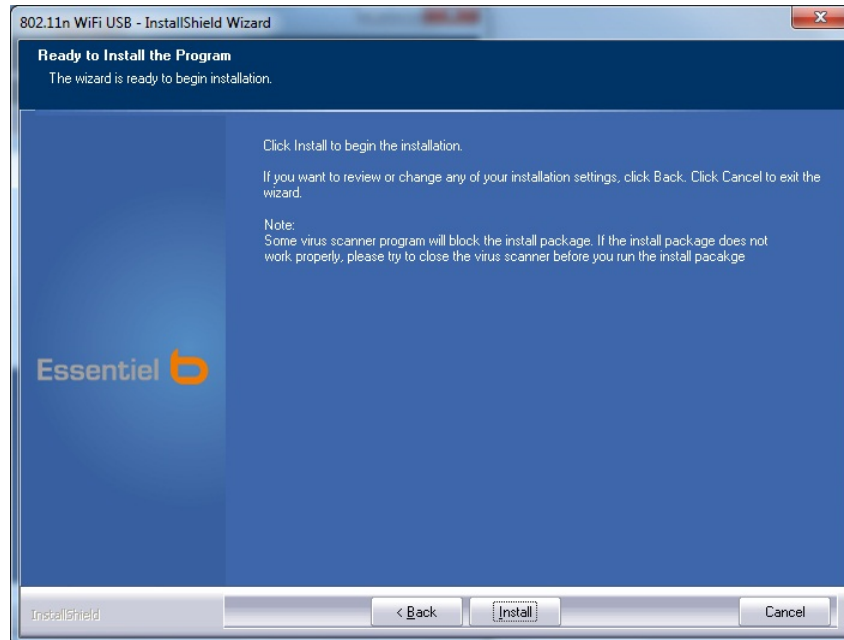 802.11n WiFi USB - InstallShield Wizard
Ready to Install the Program
The wizard is ready to begin installation.
Click Install to begin the installation.
If you want to review or change any of your installation settings, click Back. Click Cancel to exit the
wizard.
Note:
Some virus scanner program will block the install package. If the install package does not
work properly, please try to close the virus scanner before you run the install pacakge
Essentiel b
InstallShield
< Back
Install
Cancel